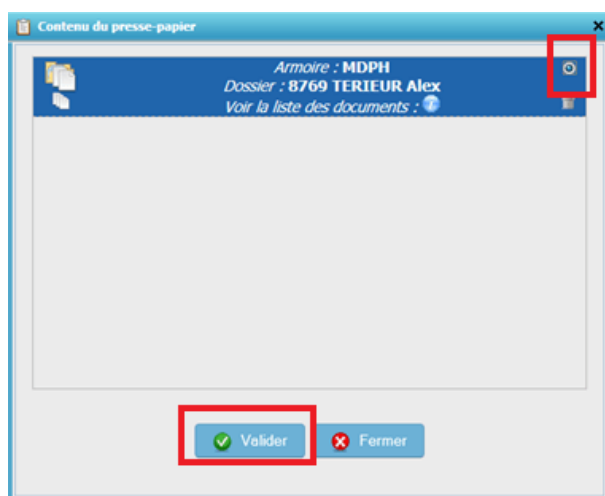 Contenu du presse-papier
Armoire : MDPH
Dossier : 8769 TERIEUR Alex
Voir la liste des documents :
Valider
Fermer